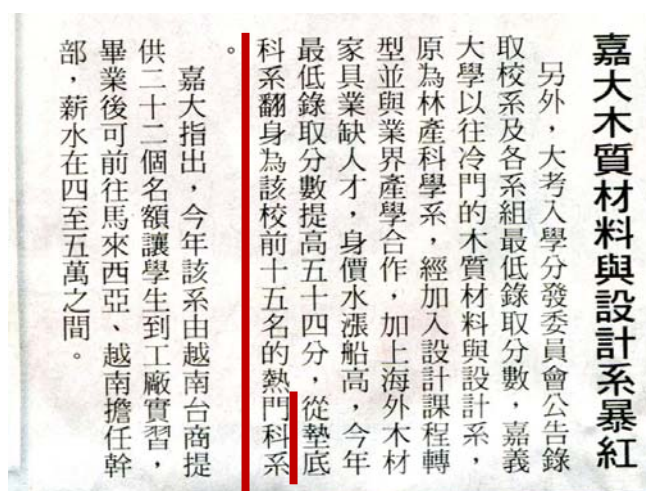 嘉大木質材料與設計系暴紅
另外，大考入學分發委員會公告錄
取校系及各系組最低錄取分數，嘉義
大學以往冷門的木質材料與設計系，
原為林產科學系，經加入設計課程轉
型並與業界產學合作，加上海外木材
家具業缺人才，身價水漲船高，今年
最低錄取分數提高五十四分，從墊底
科系翻身為該校前十五名的熱門科系
。
嘉大指出，今年該系由越南台商提
供二十二個名額讓學生到工廠實習，
畢業後可前往馬來西亞、越南擔任幹
部，薪水在四至五萬之間。